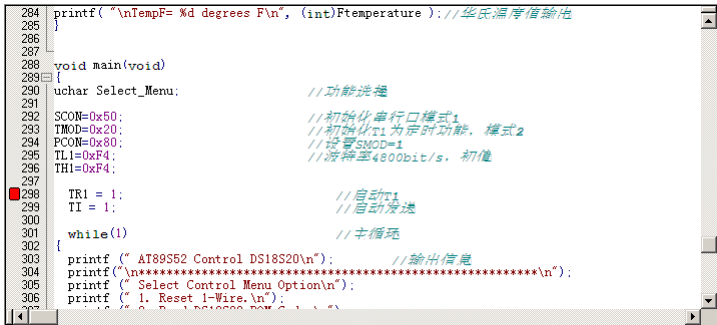 284 printf( "\nTempF= %d degrees F\n", (int)Ftemperature );//华氏温度值输出
285 }
286
287
288 void main(void)
289 {
290 uchar Select_Menu; //功能选择
291
292 SCON=0x50; //初始化串行口模式1
293 TMOD=0x20; //初始化T1为定时功能, 模式2
294 PCON=0x80; //设置SMOD=1
295 TL1=0xF4; //波特率4800bit/s, 初值
296 TH1=0xF4;
297
298 TR1 = 1; //启动T1
299 TI = 1; //启动发送
300
301 while(1) //主循环
302 {
303 printf (" AT89S52 Control DS18S20\n"); //输出信息
304 printf("\n*********************************************************\n");
305 printf (" Select Control Menu Option\n");
306 printf (" 1. Reset 1-Wire.\n");